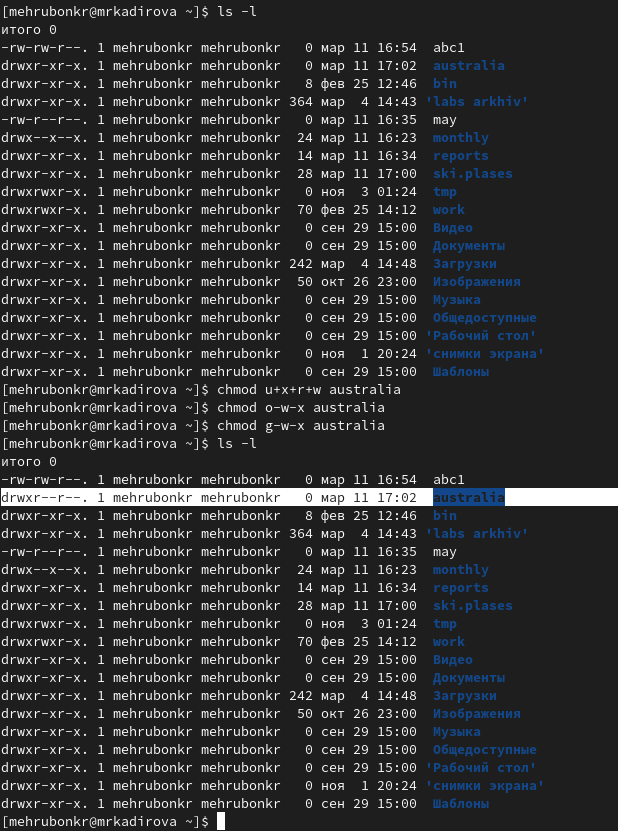 [mehrubonkr@mrkadirova ~]$ ls -l
итого 0
-rw-rw-r--. 1 mehrubonkr mehrubonkr   0 мар 11 16:54  abc1
drwxr-xr-x. 1 mehrubonkr mehrubonkr   0 мар 11 17:02  australia
drwxr-xr-x. 1 mehrubonkr mehrubonkr   8 фев 25 12:46  bin
drwxr-xr-x. 1 mehrubonkr mehrubonkr 364 мар  4 14:43 'labs arkhiv'
-rw-r--r--. 1 mehrubonkr mehrubonkr   0 мар 11 16:35  may
drwx--x--x. 1 mehrubonkr mehrubonkr  24 мар 11 16:23  monthly
drwxr-xr-x. 1 mehrubonkr mehrubonkr  14 мар 11 16:34  reports
drwxr-xr-x. 1 mehrubonkr mehrubonkr  28 мар 11 17:00  ski.plases
drwxrwxr-x. 1 mehrubonkr mehrubonkr   0 ноя  3 01:24  tmp
drwxrwxr-x. 1 mehrubonkr mehrubonkr  70 фев 25 14:12  work
drwxr-xr-x. 1 mehrubonkr mehrubonkr   0 сен 29 15:00  Видео
drwxr-xr-x. 1 mehrubonkr mehrubonkr   0 сен 29 15:00  Документы
drwxr-xr-x. 1 mehrubonkr mehrubonkr 242 мар  4 14:48  Загрузки
drwxr-xr-x. 1 mehrubonkr mehrubonkr  50 окт 26 23:00  Изображения
drwxr-xr-x. 1 mehrubonkr mehrubonkr   0 сен 29 15:00  Музыка
drwxr-xr-x. 1 mehrubonkr mehrubonkr   0 сен 29 15:00  Общедоступные
drwxr-xr-x. 1 mehrubonkr mehrubonkr   0 сен 29 15:00 'Рабочий стол'
drwxr-xr-x. 1 mehrubonkr mehrubonkr   0 ноя  1 20:24 'снимки экрана'
drwxr-xr-x. 1 mehrubonkr mehrubonkr   0 сен 29 15:00  Шаблоны
[mehrubonkr@mrkadirova ~]$ chmod u+x+r+w australia
[mehrubonkr@mrkadirova ~]$ chmod o-w-x australia
[mehrubonkr@mrkadirova ~]$ chmod g-w-x australia
[mehrubonkr@mrkadirova ~]$ ls -l
итого 0
-rw-rw-r--. 1 mehrubonkr mehrubonkr   0 мар 11 16:54  abc1
drwxr--r--. 1 mehrubonkr mehrubonkr   0 мар 11 17:02  australia
drwxr-xr-x. 1 mehrubonkr mehrubonkr   8 фев 25 12:46  bin
drwxr-xr-x. 1 mehrubonkr mehrubonkr 364 мар  4 14:43 'labs arkhiv'
-rw-r--r--. 1 mehrubonkr mehrubonkr   0 мар 11 16:35  may
drwx--x--x. 1 mehrubonkr mehrubonkr  24 мар 11 16:23  monthly
drwxr-xr-x. 1 mehrubonkr mehrubonkr  14 мар 11 16:34  reports
drwxr-xr-x. 1 mehrubonkr mehrubonkr  28 мар 11 17:00  ski.plases
drwxrwxr-x. 1 mehrubonkr mehrubonkr   0 ноя  3 01:24  tmp
drwxrwxr-x. 1 mehrubonkr mehrubonkr  70 фев 25 14:12  work
drwxr-xr-x. 1 mehrubonkr mehrubonkr   0 сен 29 15:00  Видео
drwxr-xr-x. 1 mehrubonkr mehrubonkr   0 сен 29 15:00  Документы
drwxr-xr-x. 1 mehrubonkr mehrubonkr 242 мар  4 14:48  Загрузки
drwxr-xr-x. 1 mehrubonkr mehrubonkr  50 окт 26 23:00  Изображения
drwxr-xr-x. 1 mehrubonkr mehrubonkr   0 сен 29 15:00  Музыка
drwxr-xr-x. 1 mehrubonkr mehrubonkr   0 сен 29 15:00  Общедоступные
drwxr-xr-x. 1 mehrubonkr mehrubonkr   0 сен 29 15:00 'Рабочий стол'
drwxr-xr-x. 1 mehrubonkr mehrubonkr   0 ноя  1 20:24 'снимки экрана'
drwxr-xr-x. 1 mehrubonkr mehrubonkr   0 сен 29 15:00  Шаблоны
[mehrubonkr@mrkadirova ~]$